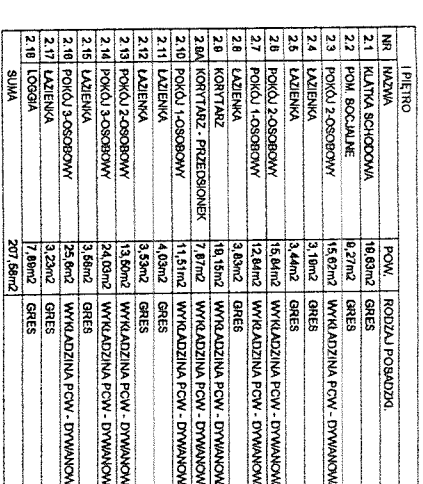 I PIĘTRO
NR NAZWA POW. RODZAJ POSADZKI.
2.1 KLATKA SCHODOWA 18,63m2 GRES
2.2 POM. SOCJALNE 9,27m2 GRES
2.3 POKÓJ 2-OSOBOWY 15,62m2 WYKŁADZINA PCW - DYWANOWA
2.4 ŁAZIENKA 3,19m2 GRES
2.5 ŁAZIENKA 3,44m2 GRES
2.6 POKÓJ 2-OSOBOWY 15,84m2 WYKŁADZINA PCW - DYWANOWA
2.7 POKÓJ 1-OSOBOWY 12,84m2 WYKŁADZINA PCW - DYWANOWA
2.8 ŁAZIENKA 3,83m2 GRES
2.9 KORYTARZ 19,15m2 WYKŁADZINA PCW - DYWANOWA
2.9A KORYTARZ - PRZEDSIONEK 7,87m2 WYKŁADZINA PCW - DYWANOWA
2.10 POKÓJ 1-OSOBOWY 11,51m2 WYKŁADZINA PCW - DYWANOWA
2.11 ŁAZIENKA 4,03m2 GRES
2.12 ŁAZIENKA 3,53m2 GRES
2.13 POKÓJ 2-OSOBOWY 13,50m2 WYKŁADZINA PCW - DYWANOWA
2.14 POKÓJ 3-OSOBOWY 24,03m2 WYKŁADZINA PCW - DYWANOWA
2.15 ŁAZIENKA 3,56m2 GRES
2.16 POKÓJ 3-OSOBOWY 25,6m2 WYKŁADZINA PCW - DYWANOWA
2.17 ŁAZIENKA 3,23m2 GRES
2.18 LOGGIA 7,89m2 GRES
SUMA 207,56m2